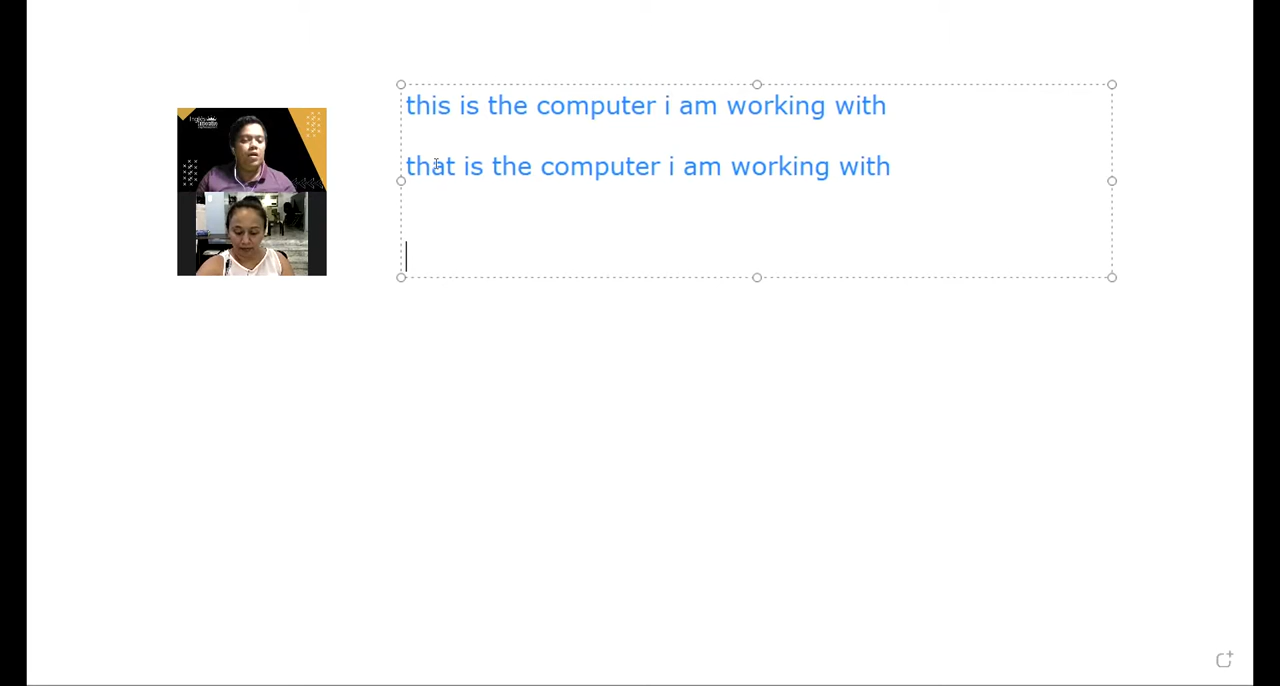 this is the computer i am working with
that is the computer i am working with